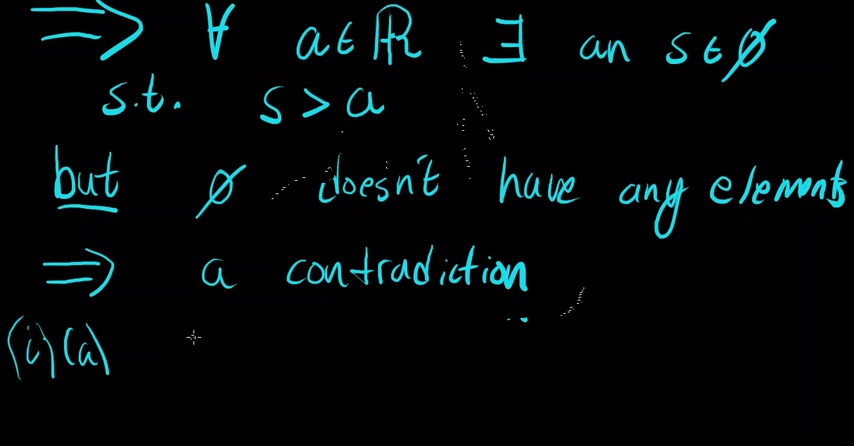 ⟹ ∀ a ∈ ℝ ∃ an s ∈ ∅
s.t. s > a
but ∅ doesn't have any elements
⟹ a contradiction
(i)(a)